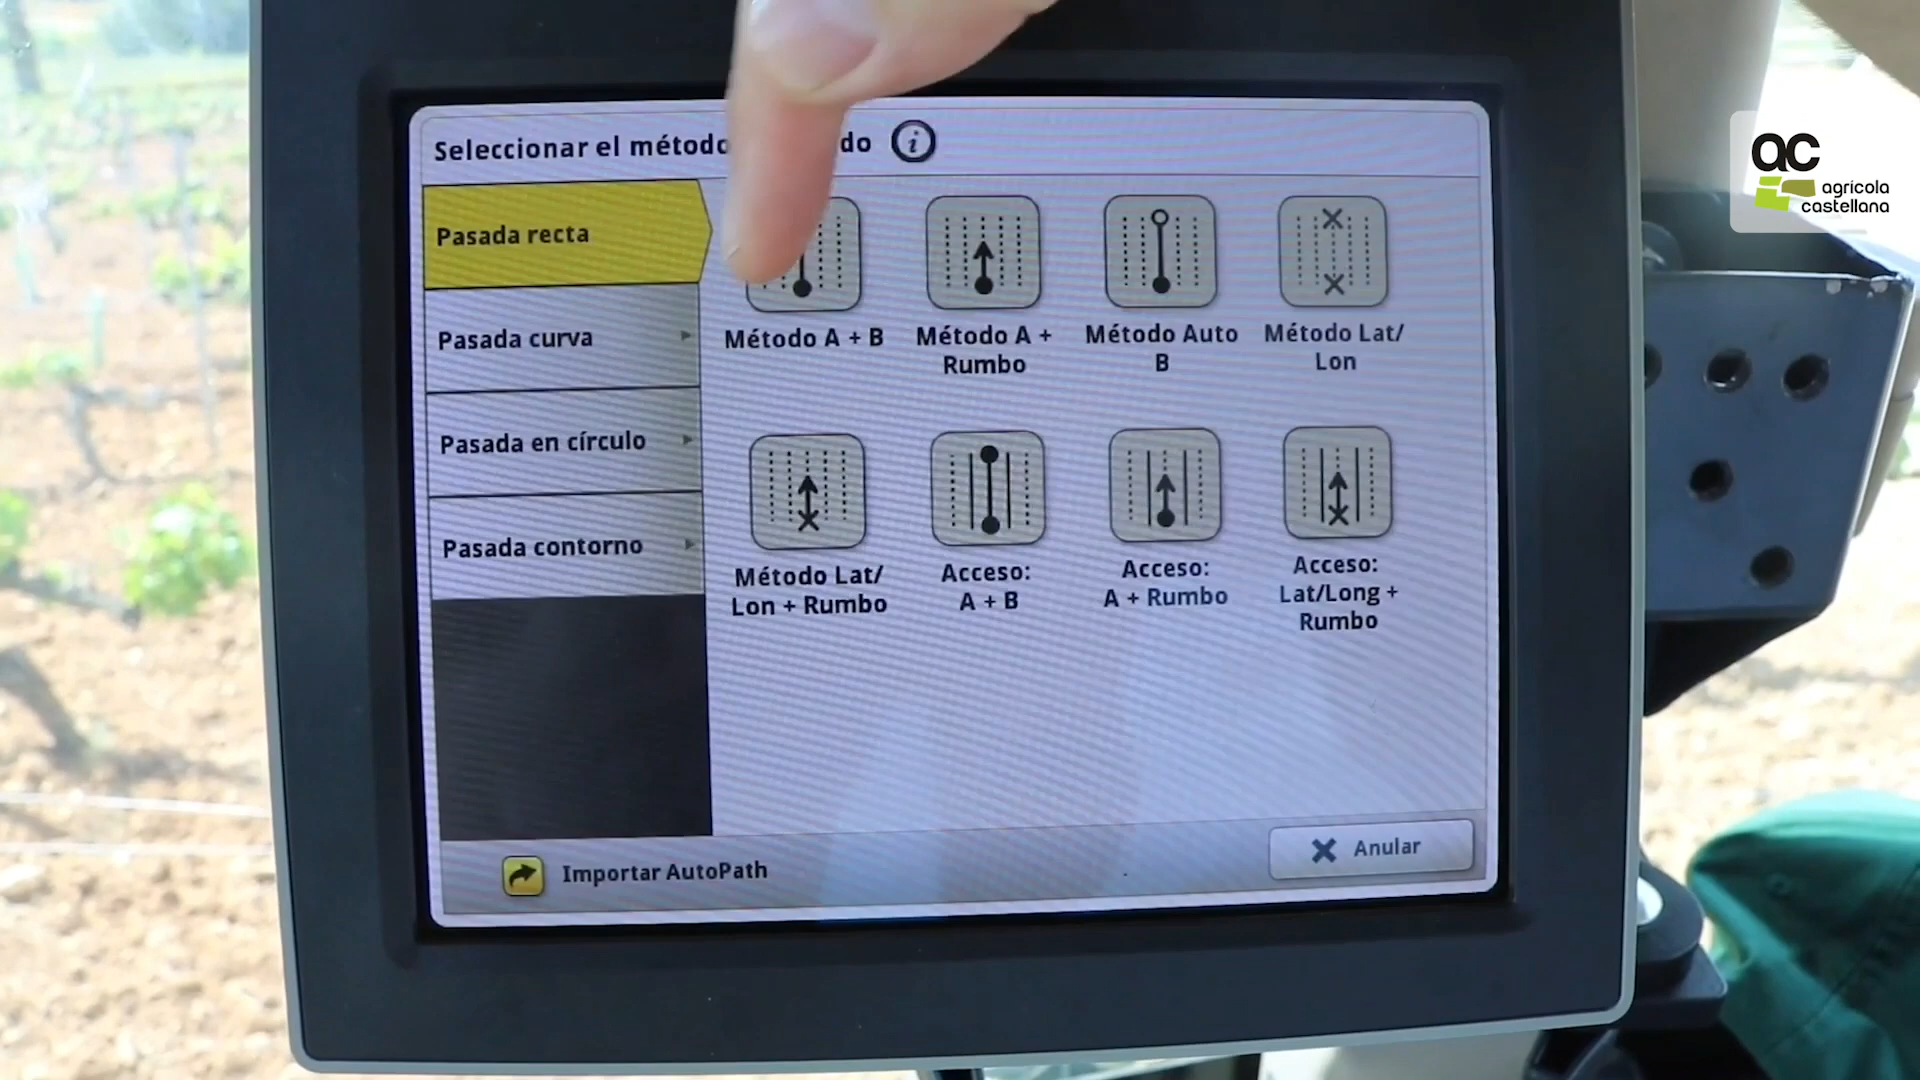 Seleccionar el método do i
Pasada recta
Pasada curva
Pasada en círculo
Pasada contorno
Método A + B
Método A +
Rumbo
Método Auto
B
Método Lat/
Lon
Método Lat/
Lon + Rumbo
Acceso:
A + B
Acceso:
A + Rumbo
Acceso:
Lat/Long +
Rumbo
Importar AutoPath
Anular
ac
agrícola
castellana